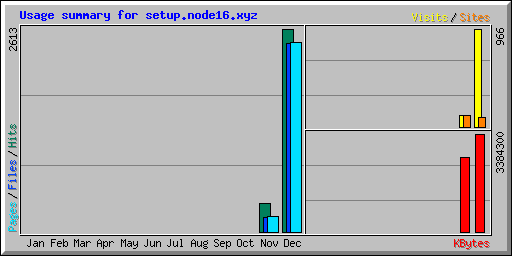 Usage summary for setup.node16.xyz
Visits/Sites
2613
966
Pages/Files/Hits
3384300
Jan Feb Mar Apr May Jun Jul Aug Sep Oct Nov Dec
KBytes